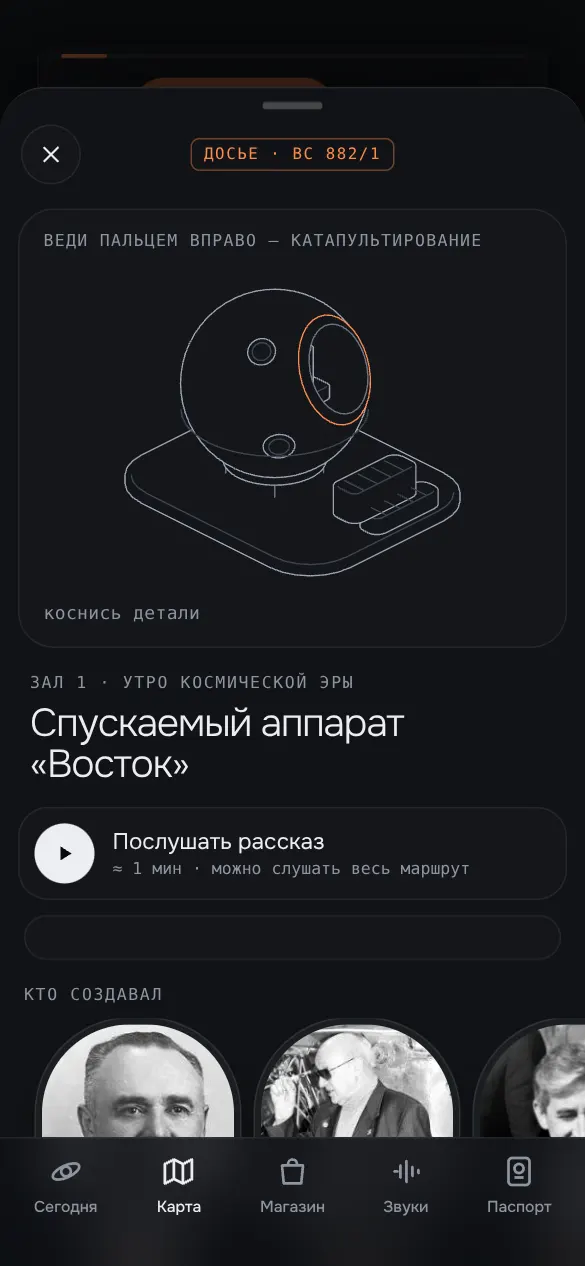 ДОСЬЕ · ВС 882/1
ВЕДИ ПАЛЬЦЕМ ВПРАВО — КАТАПУЛЬТИРОВАНИЕ
коснись детали
ЗАЛ 1 · УТРО КОСМИЧЕСКОЙ ЭРЫ
Спускаемый аппарат
«Восток»
Послушать рассказ
≈ 1 мин · можно слушать весь маршрут
КТО СОЗДАВАЛ
Сегодня
Карта
Магазин
Звуки
Паспорт